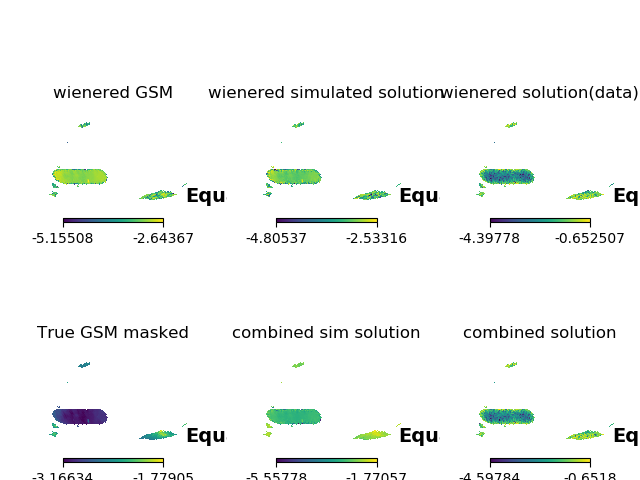 wienered GSM wienered simulated solution wienered solution(data)
Equ Equ Eq
-5.15508 -2.64367 -4.80537 -2.53316 -4.39778 -0.652507
True GSM masked combined sim solution combined solution
Equ Equ Eq
-3.16634 -1.77905 -5.55778 -1.77057 -4.59784 -0.6518